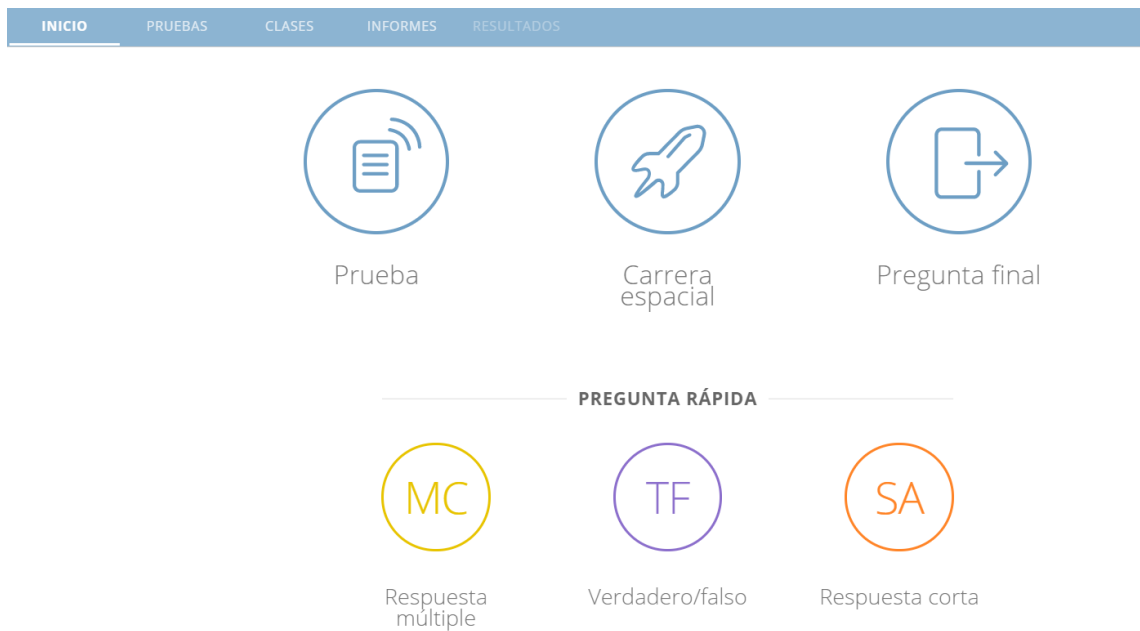 INICIO PRUEBAS CLASES INFORMES RESULTADOS
Prueba
Carrera
espacial
Pregunta final
PREGUNTA RÁPIDA
MC
TF
SA
Respuesta
múltiple
Verdadero/falso
Respuesta corta